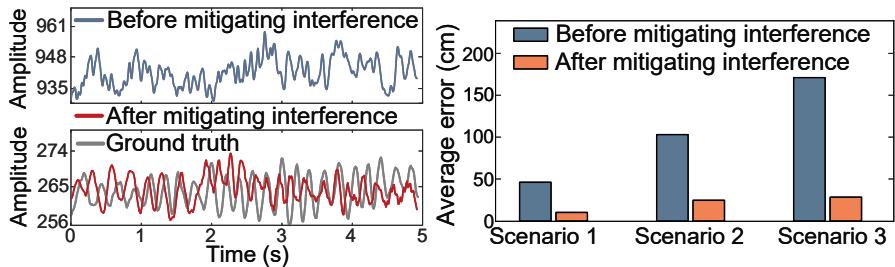 Before mitigating interference
Amplitude
961
948
935
After mitigating interference
Ground truth
Amplitude
274
265
256
0 1 2 3 4 5
Time (s)
Before mitigating interference
After mitigating interference
Average error (cm)
200
150
100
50
0
Scenario 1 Scenario 2 Scenario 3